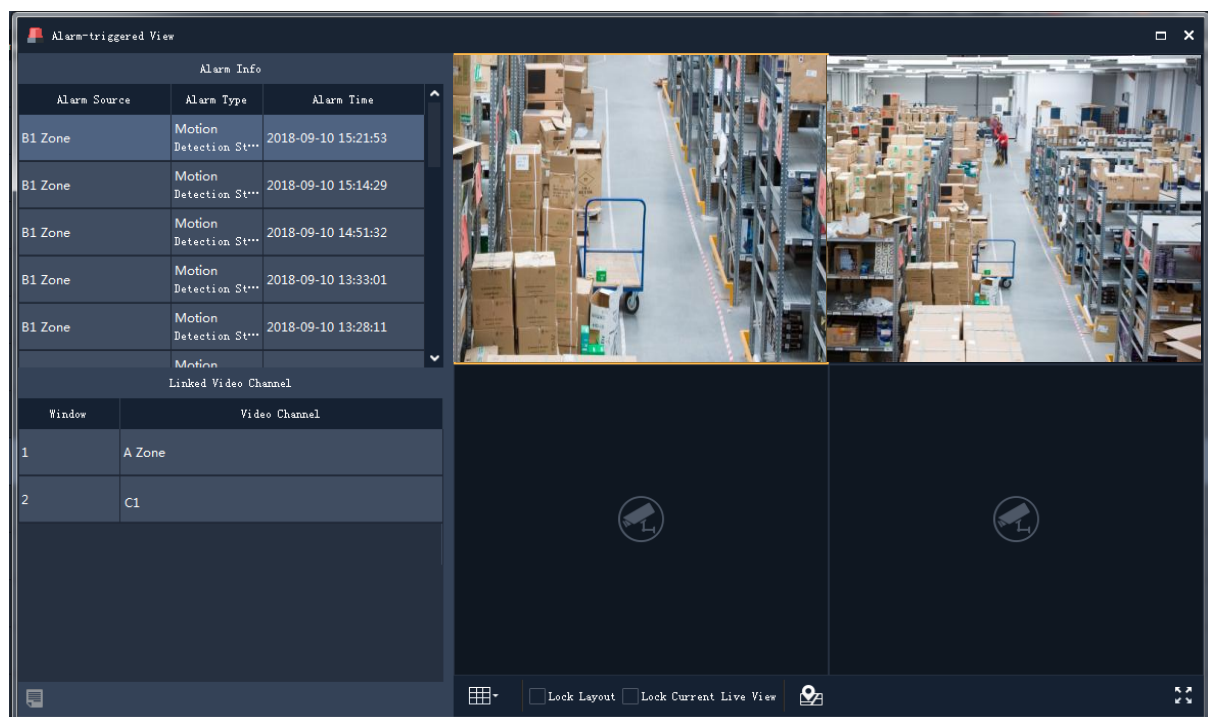 Alarm-triggered View
Alarm Info
Alarm Source Alarm Type Alarm Time
B1 Zone Motion Detection St... 2018-09-10 15:21:53
B1 Zone Motion Detection St... 2018-09-10 15:14:29
B1 Zone Motion Detection St... 2018-09-10 14:51:32
B1 Zone Motion Detection St... 2018-09-10 13:33:01
B1 Zone Motion Detection St... 2018-09-10 13:28:11
Motion
Linked Video Channel
Window Video Channel
1 A Zone
2 C1
Lock Layout Lock Current Live View